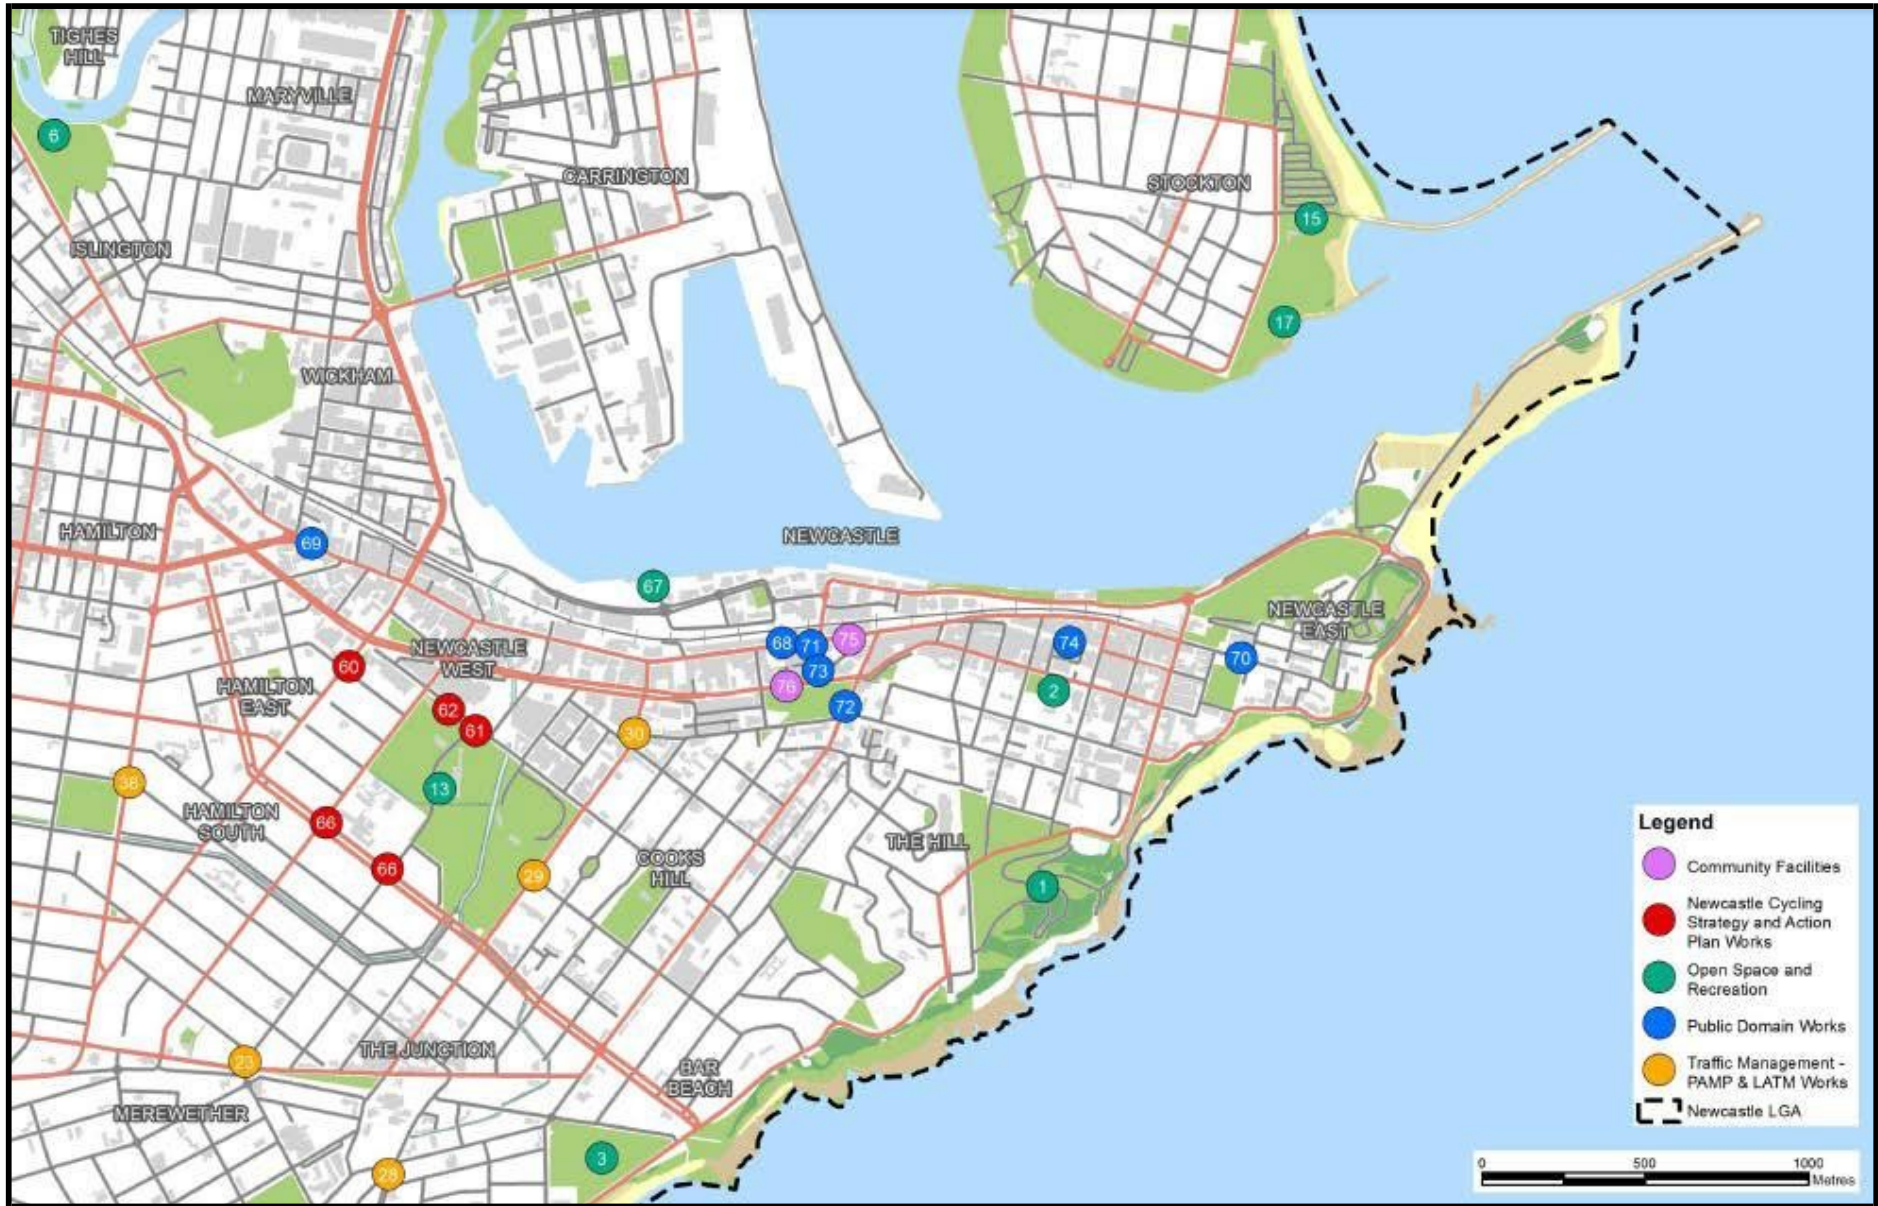 TIGHES
HILL
MARYVILLE
6
CARRINGTON
STOCKTON
15
ISLINGTON
17
WICKHAM
HAMILTON
69
NEWCASTLE
67
NEWCASTLE
EAST
68
71
75
74
70
73
76
72
2
NEWCASTLE
WEST
60
HAMILTON
EAST
62
61
30
13
38
HAMILTON
SOUTH
66
66
29
COOKS
HILL
THE HILL
1
23
THE JUNCTION
BAR
BEACH
MEREWETHER
28
3
Legend
Community Facilities
Newcastle Cycling
Strategy and Action
Plan Works
Open Space and
Recreation
Public Domain Works
Traffic Management -
PAMP & LATM Works
Newcastle LGA
0 500 1000
Metres